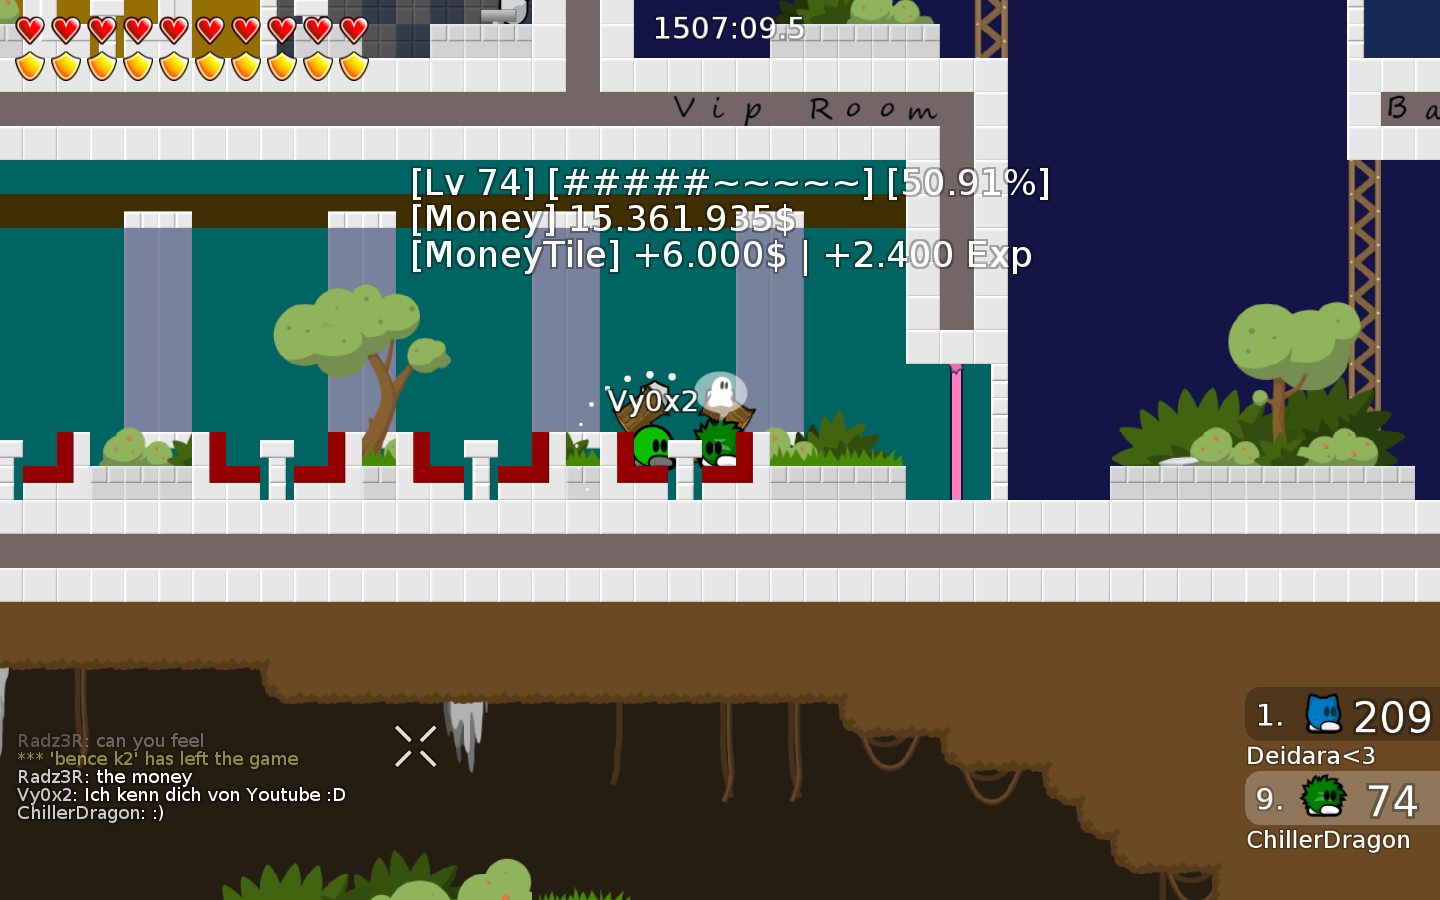 1507:09.5
Vip Room
Ba
[Lv 74] [#####~~~~~] [50.91%]
[Money] 15.361.935$
[MoneyTile] +6.000$ | +2.400 Exp
Vy0x2
Radz3R: can you feel
*** 'bence k2' has left the game
Radz3R: the money
Vy0x2: Ich kenn dich von Youtube :D
ChillerDragon: :)
1. 209
Deidara<3
9. 74
ChillerDragon